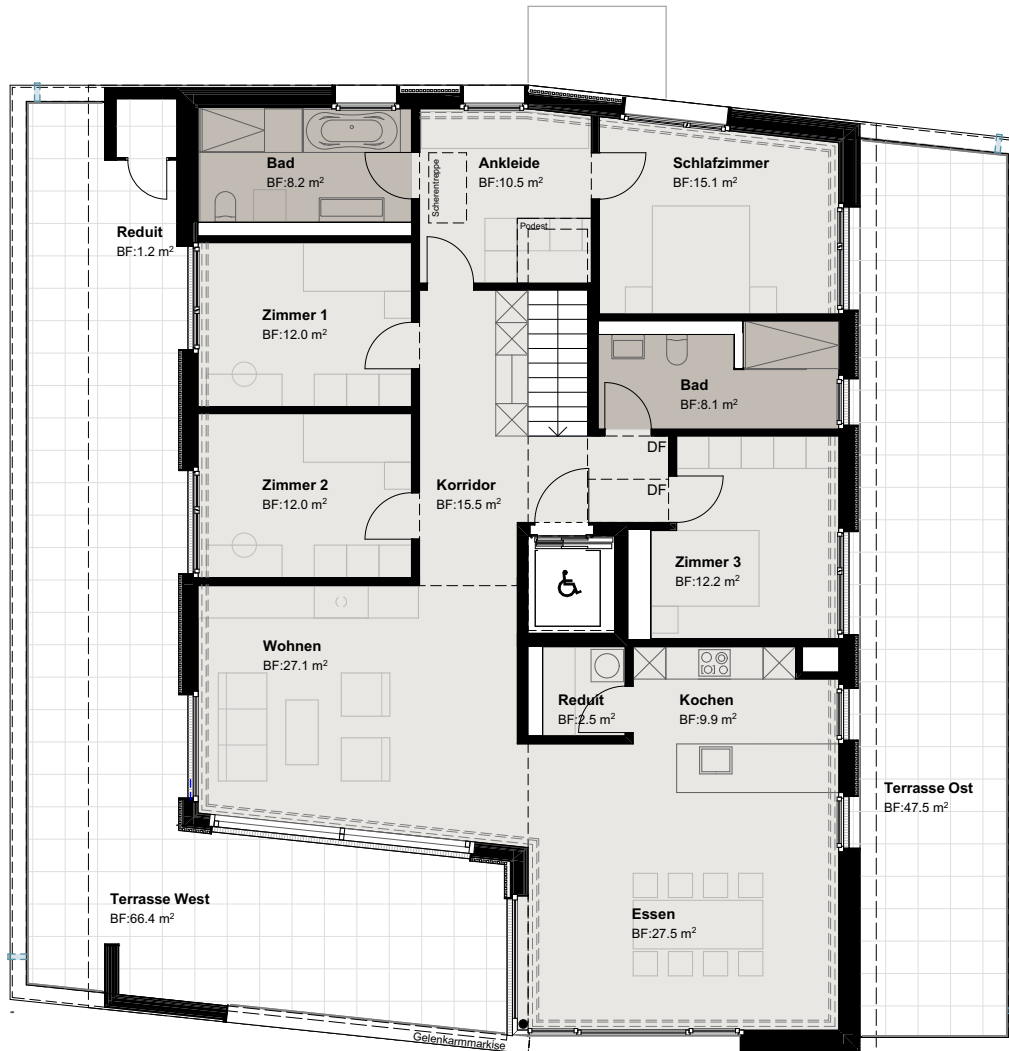 Bad
BF:8.2 m²
Ankleide
BF:10.5 m²
Schlafzimmer
BF:15.1 m²
Scherentreppe
Podest
Reduit
BF:1.2 m²
Zimmer 1
BF:12.0 m²
Bad
BF:8.1 m²
DF
Zimmer 2
BF:12.0 m²
Korridor
BF:15.5 m²
DF
Zimmer 3
BF:12.2 m²
Wohnen
BF:27.1 m²
Reduit
BF:2.5 m²
Kochen
BF:9.9 m²
Terrasse Ost
BF:47.5 m²
Terrasse West
BF:66.4 m²
Essen
BF:27.5 m²
Gelenkarmmarkise